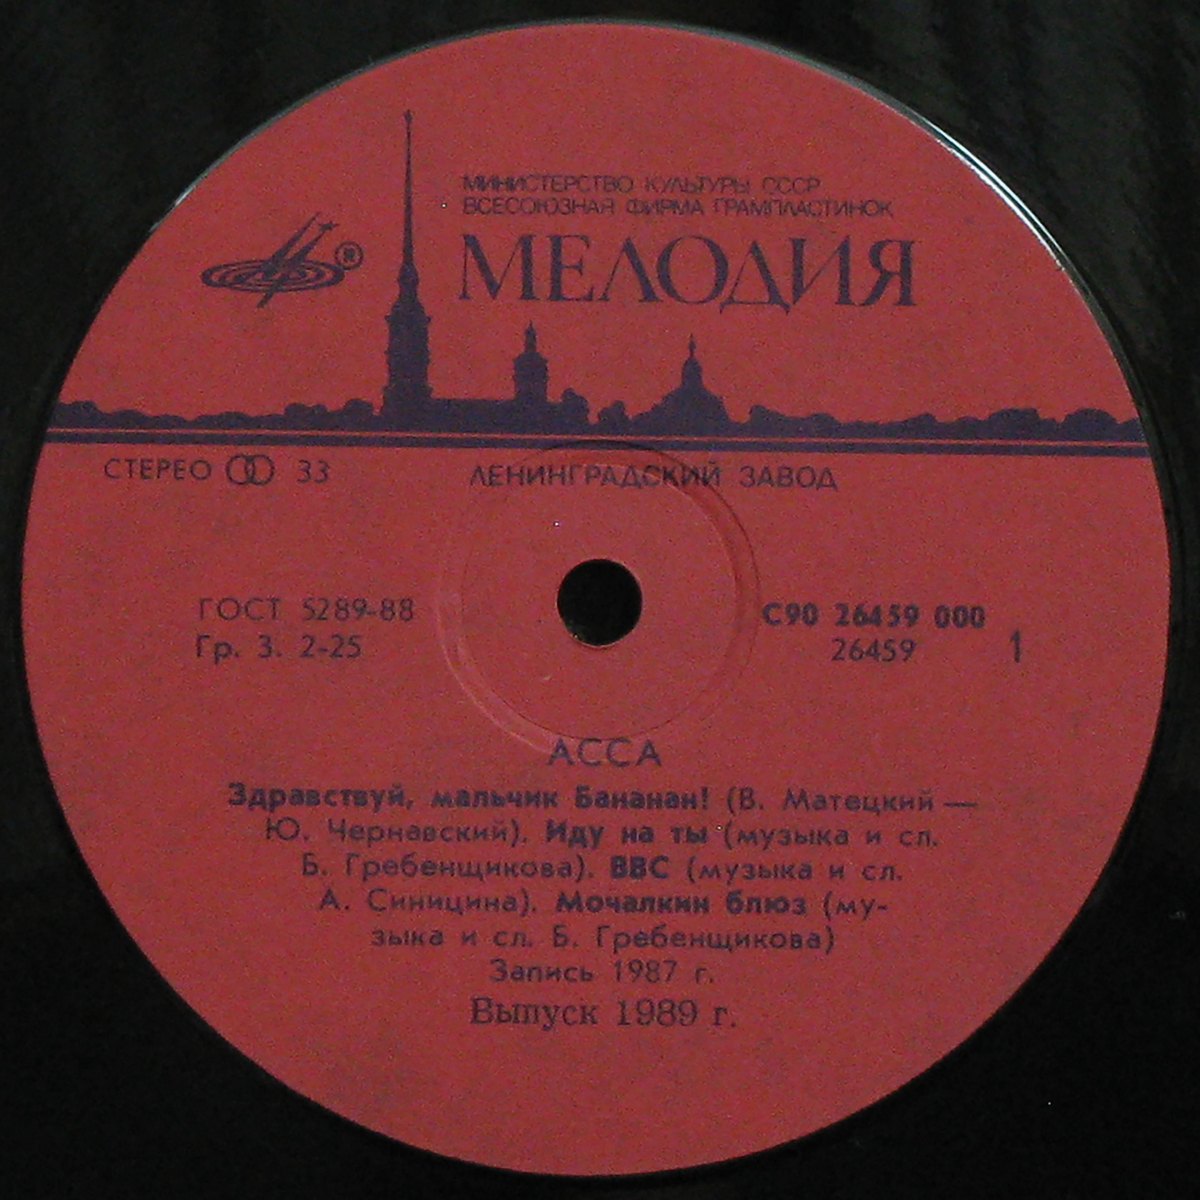 МИНИСТЕРСТВО КУЛЬТУРЫ СССР
ВСЕСОЮЗНАЯ ФИРМА ГРАМПЛАСТИНОК
МЕЛОДИЯ
®
СТЕРЕО 33
ЛЕНИНГРАДСКИЙ ЗАВОД
ГОСТ 5289-88
Гр. 3. 2-25
С90 26459 000
26459 1
АССА
Здравствуй, мальчик Бананан! (В. Матецкий —
Ю. Чернавский). Иду на ты (музыка и сл.
Б. Гребенщикова). ВВС (музыка и сл.
А. Синицина). Мочалкин блюз (му-
зыка и сл. Б. Гребенщикова)
Запись 1987 г.
Выпуск 1989 г.